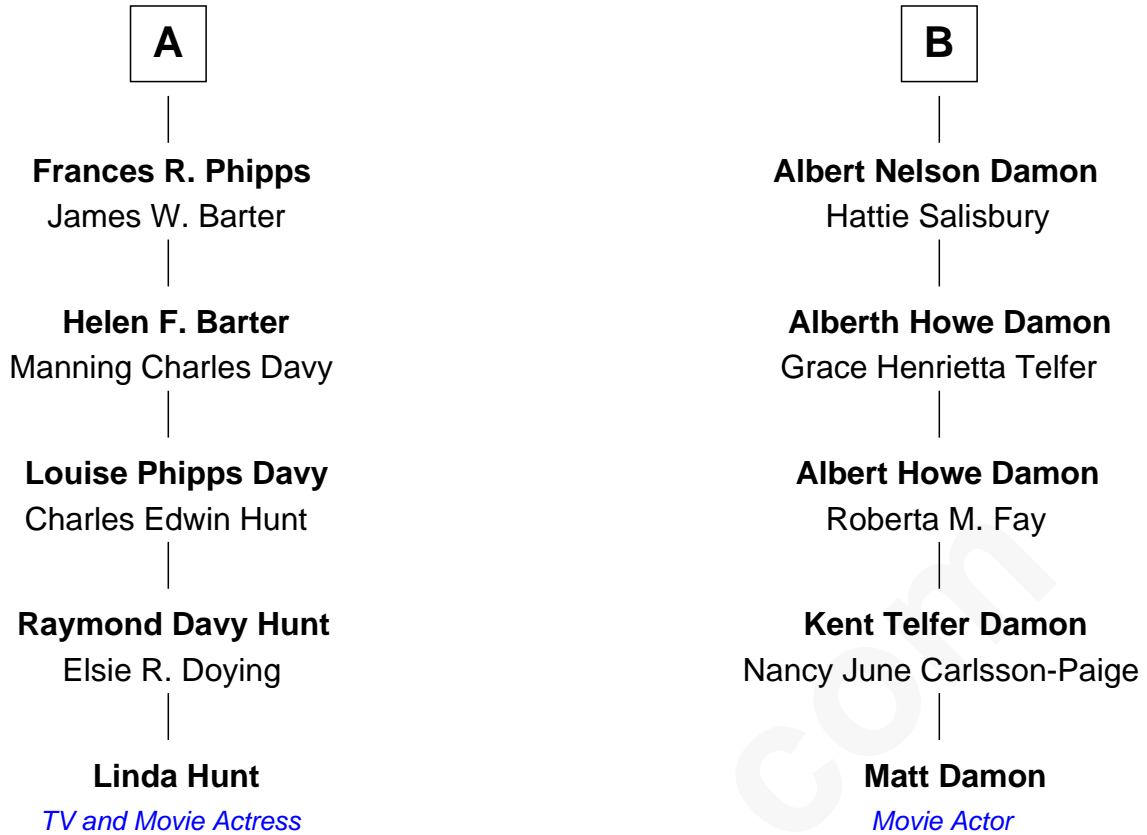 A
Frances R. Phipps
James W. Barter
Helen F. Barter
Manning Charles Davy
Louise Phipps Davy
Charles Edwin Hunt
Raymond Davy Hunt
Elsie R. Doying
Linda Hunt
TV and Movie Actress
B
Albert Nelson Damon
Hattie Salisbury
Alberth Howe Damon
Grace Henrietta Telfer
Albert Howe Damon
Roberta M. Fay
Kent Telfer Damon
Nancy June Carlsson-Paige
Matt Damon
Movie Actor
com